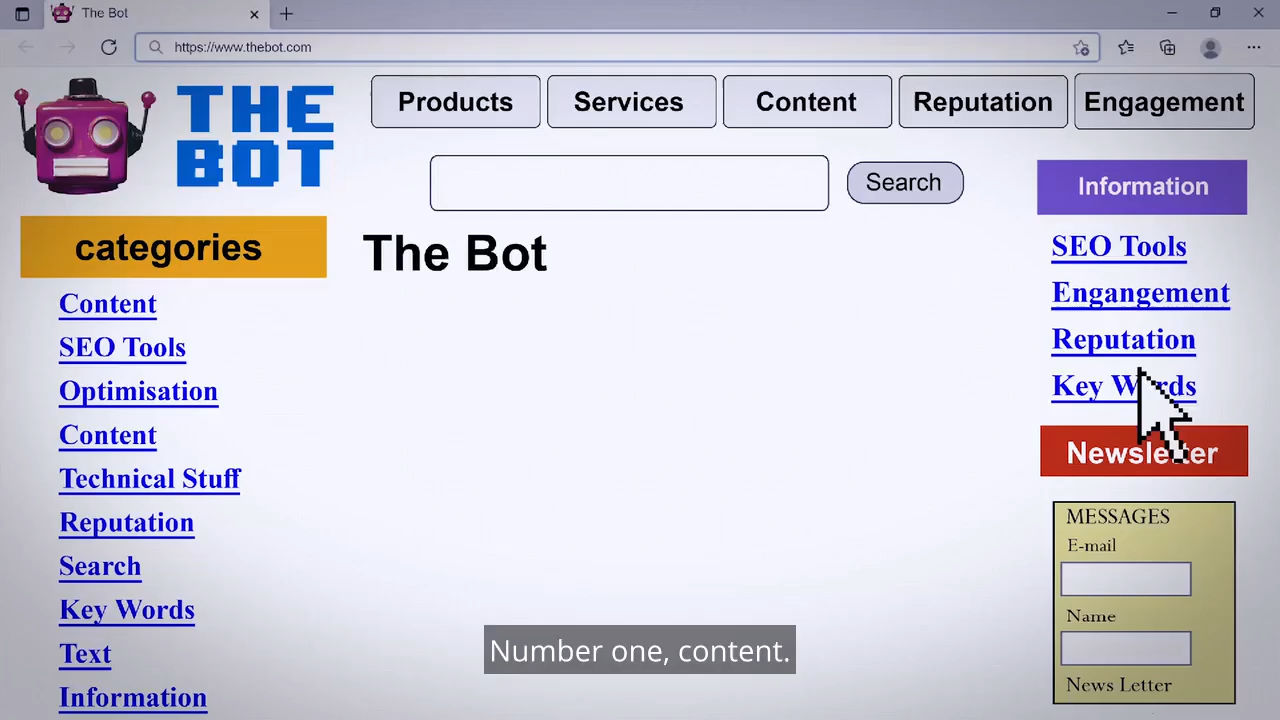 The Bot
https://www.thebot.com
THE
BOT
Products
Services
Content
Reputation
Engagement
Search
Information
categories
The Bot
Content
SEO Tools
Optimisation
Content
Technical Stuff
Reputation
Search
Key Words
Text
Information
SEO Tools
Engangement
Reputation
Key Words
Newsletter
MESSAGES
E-mail
Name
News Letter
Number one, content.